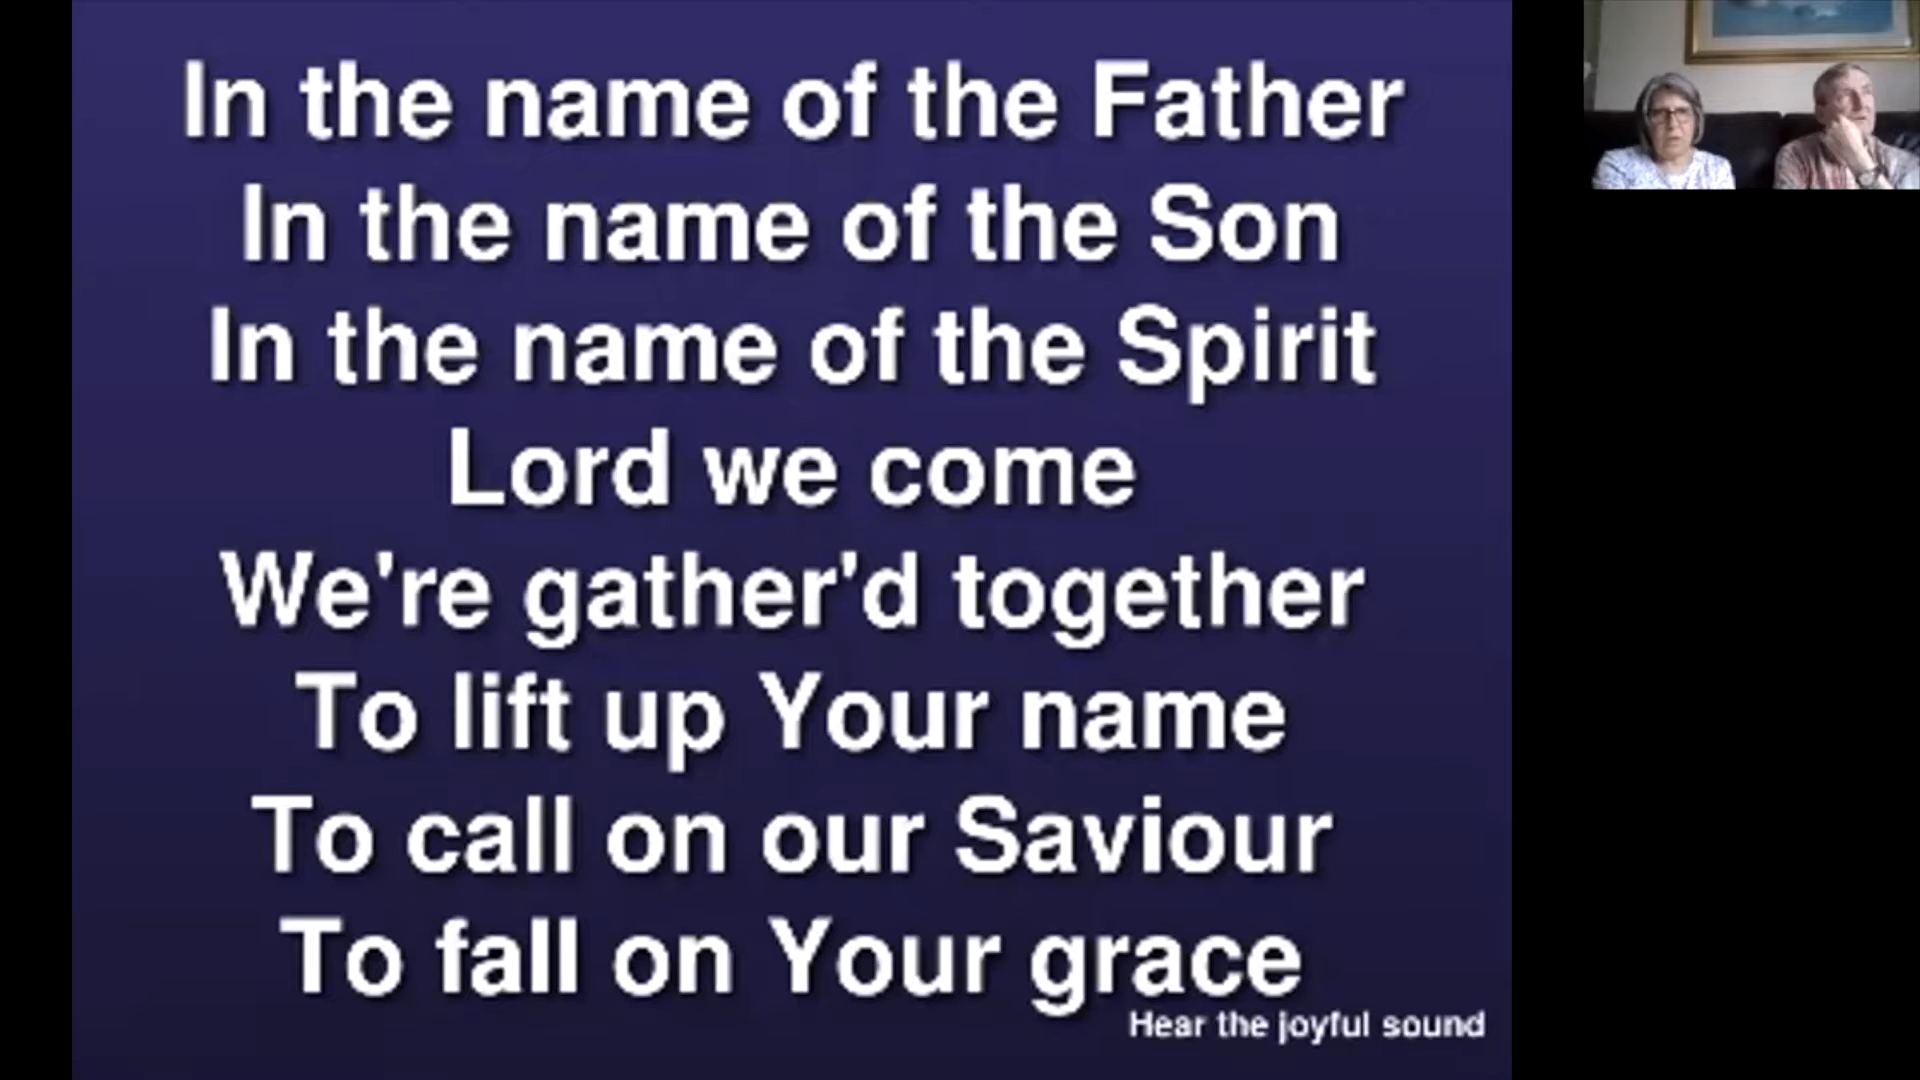 In the name of the Father
In the name of the Son
In the name of the Spirit
Lord we come
We're gather'd together
To lift up Your name
To call on our Saviour
To fall on Your grace
Hear the joyful sound